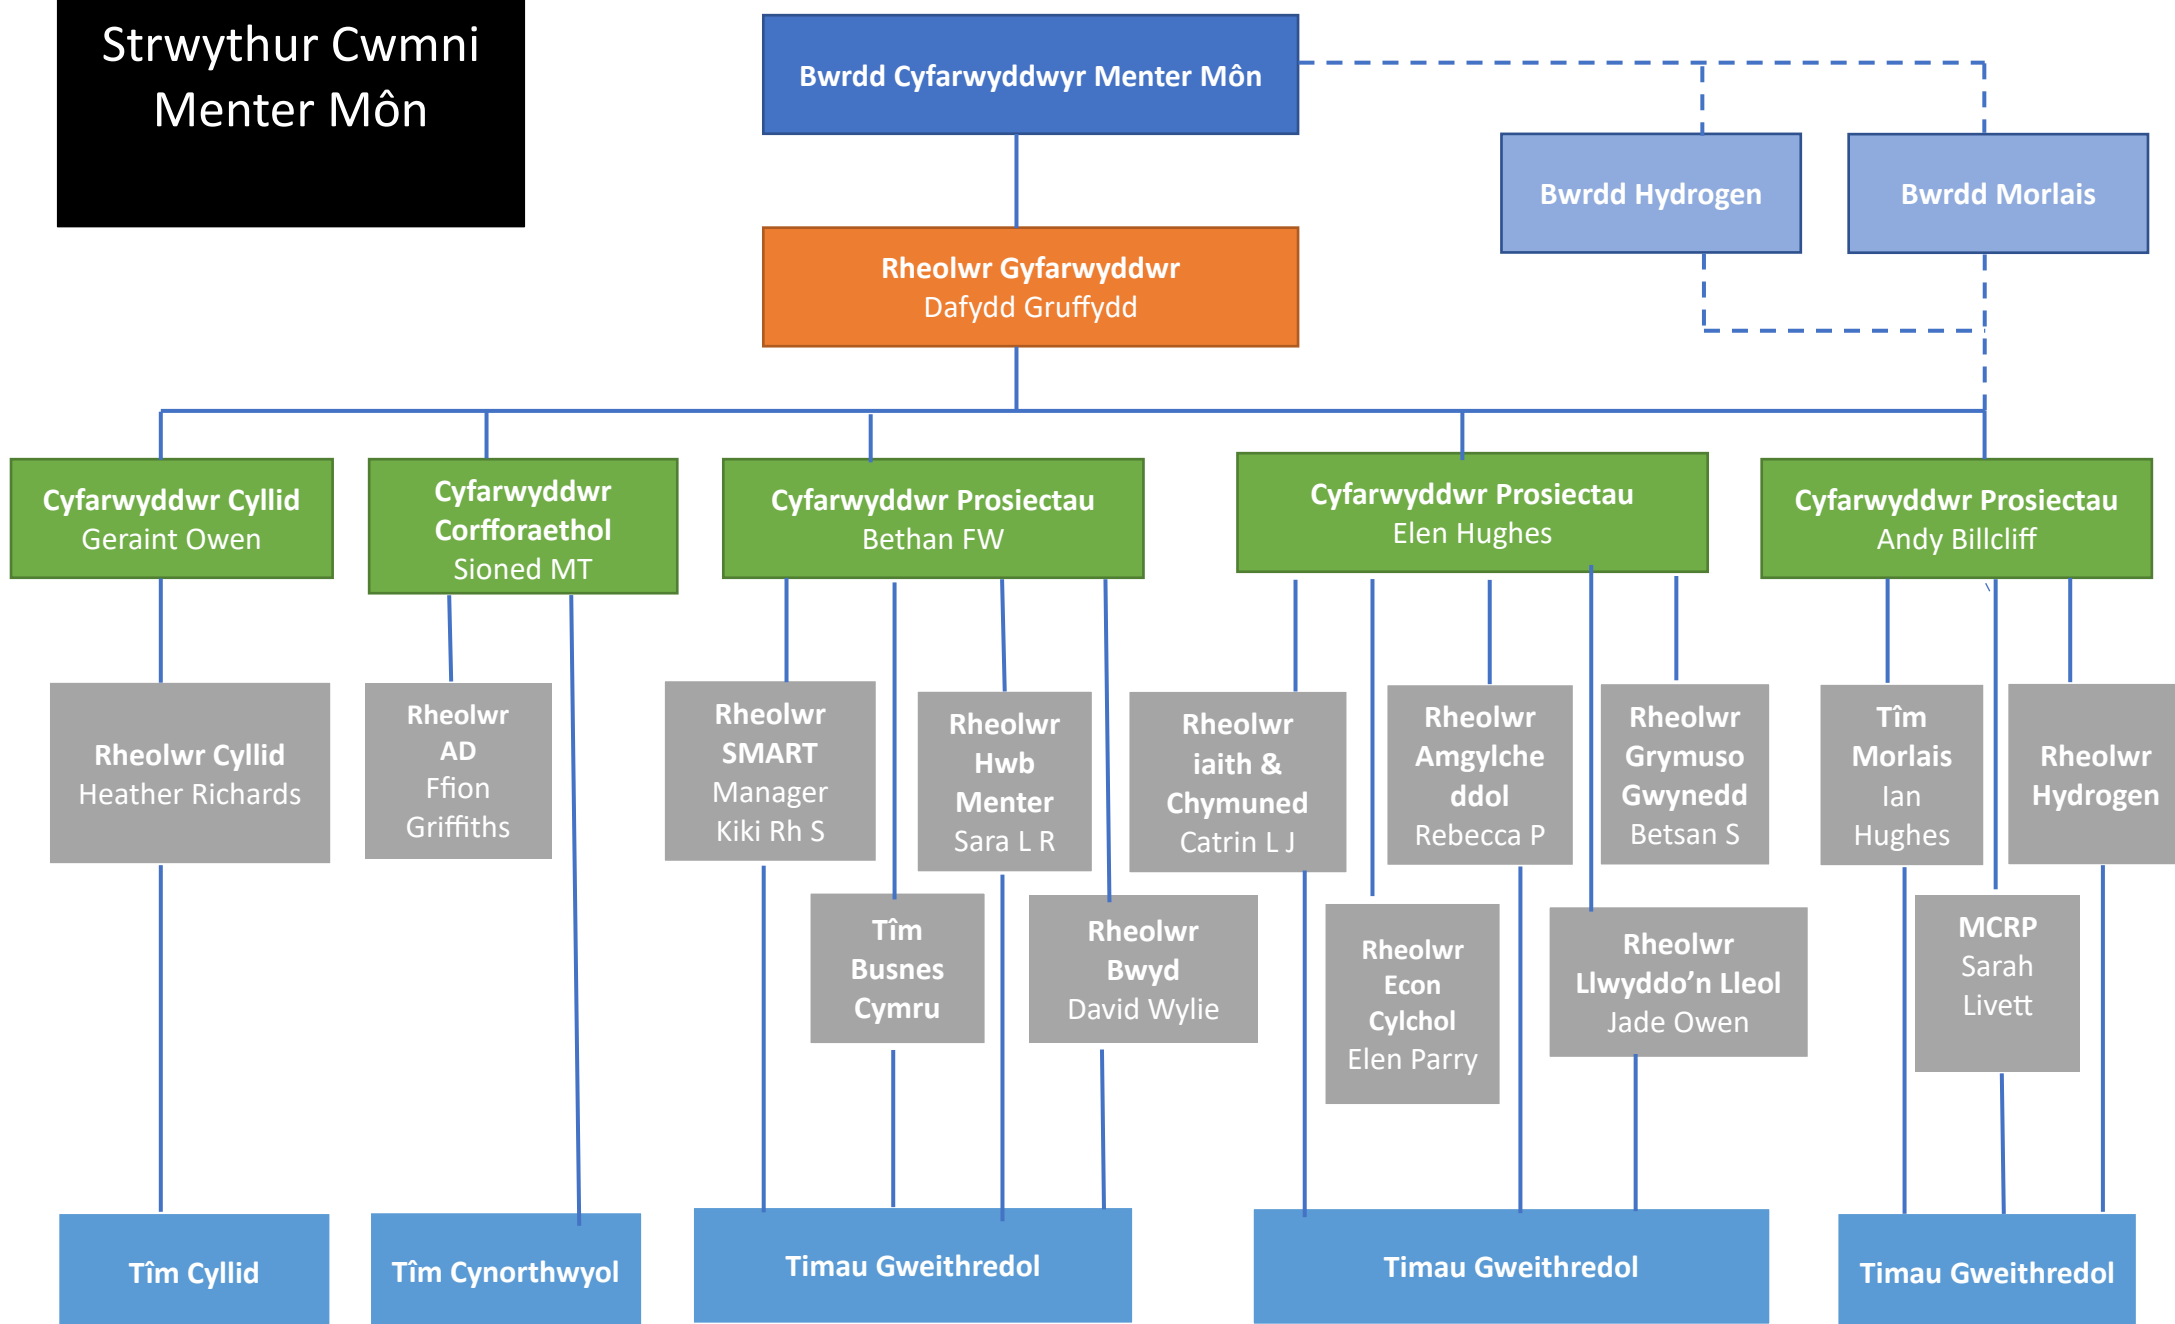 Strwythur Cwmni
Menter Môn
Bwrdd Cyfarwyddwyr Menter Môn
Bwrdd Hydrogen
Bwrdd Morlais
Rheolwr Gyfarwyddwr
Dafydd Gruffydd
Cyfarwyddwr Cyllid
Geraint Owen
Cyfarwyddwr
Corfforaethol
Sioned MT
Cyfarwyddwr Prosiectau
Bethan FW
Cyfarwyddwr Prosiectau
Elen Hughes
Cyfarwyddwr Prosiectau
Andy Billcliff
Rheolwr Cyllid
Heather Richards
Rheolwr
AD
Ffion
Griffiths
Rheolwr
SMART
Manager
Kiki Rh S
Rheolwr
Hwb
Menter
Sara L R
Rheolwr
iaith &
Chymuned
Catrin L J
Rheolwr
Amgylche
ddol
Rebecca P
Rheolwr
Grymuso
Gwynedd
Betsan S
Tîm
Morlais
Ian
Hughes
Rheolwr
Hydrogen
Tîm
Busnes
Cymru
Rheolwr
Bwyd
David Wylie
Rheolwr
Econ
Cylchol
Elen Parry
Rheolwr
Llwyddo’n Lleol
Jade Owen
MCRP
Sarah
Livett
Tîm Cyllid
Tîm Cynorthwyol
Timau Gweithredol
Timau Gweithredol
Timau Gweithredol